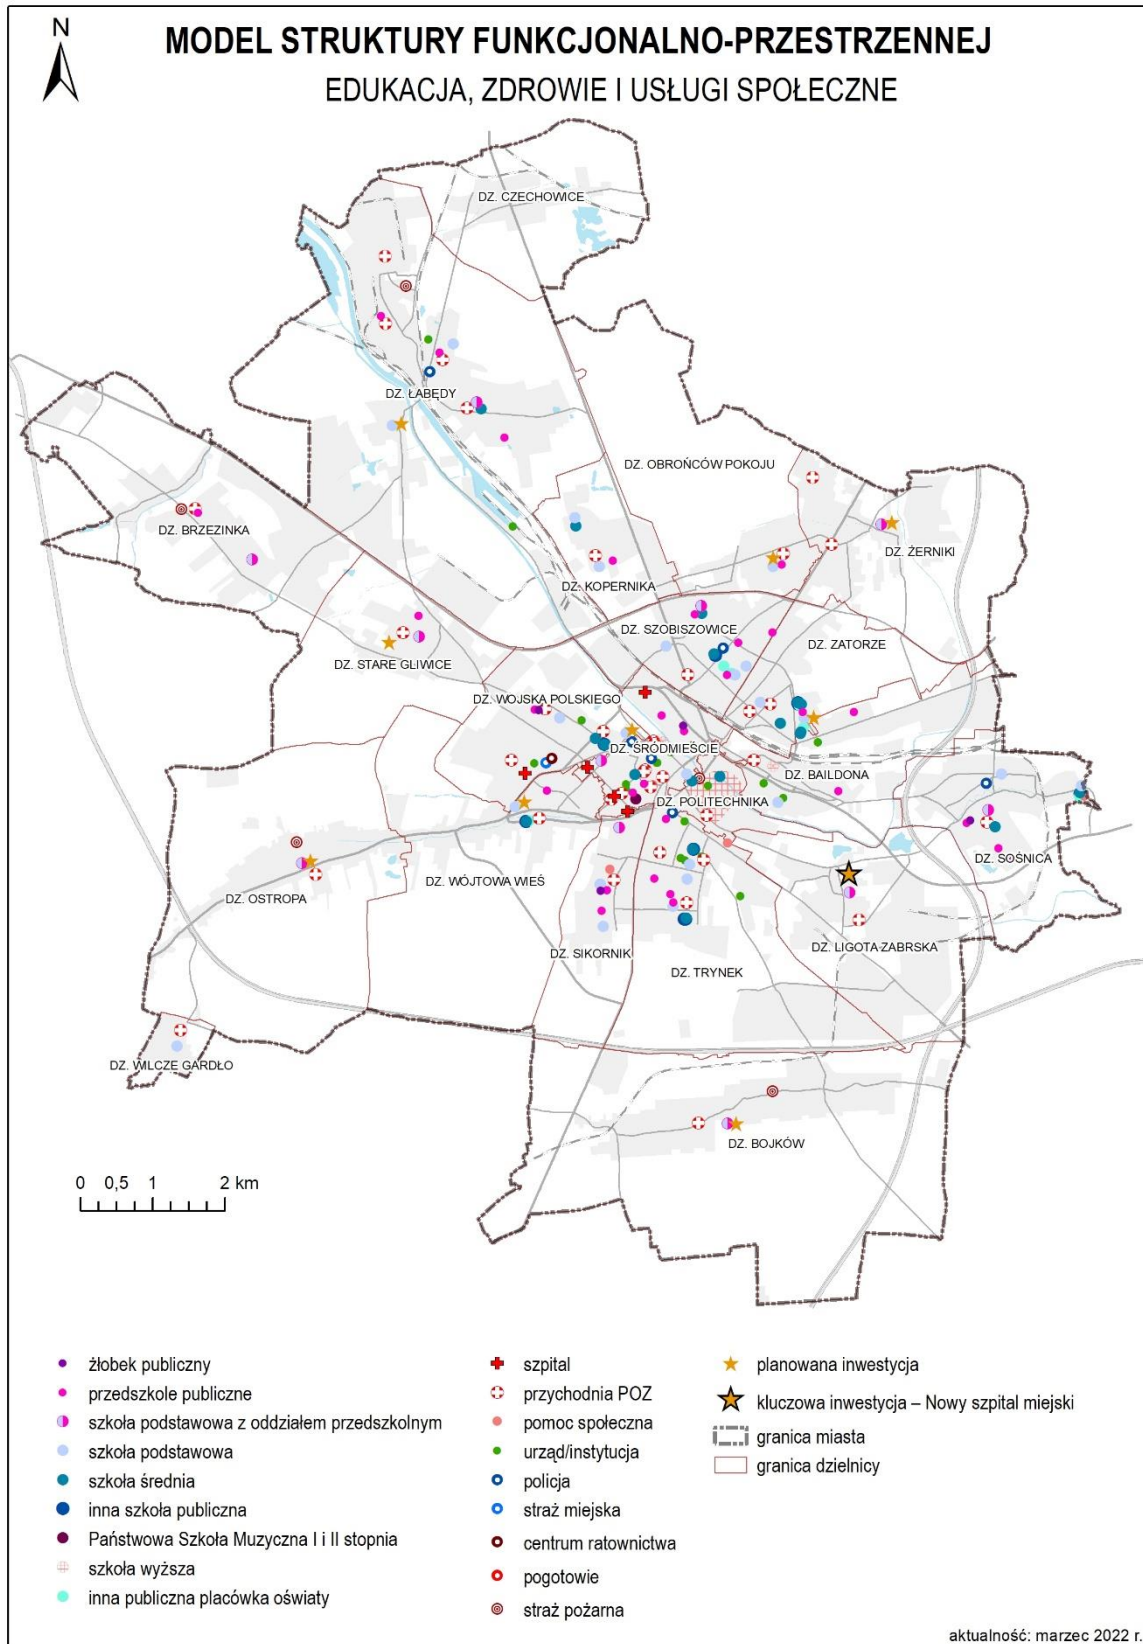 N
MODEL STRUKTURY FUNKCJONALNO-PRZESTRZENNEJ
EDUKACJA, ZDROWIE I USŁUGI SPOŁECZNE
DZ. CZECHOWICE
DZ. ŁABĘDY
DZ. OBROŃCÓW POKOJU
DZ. BRZEZINKA
DZ. ŻERNIKI
DZ. KOPERNIKA
DZ. SZOBISZOWICE
DZ. ZATORZE
DZ. STARE GLIWICE
DZ. WOJSKA POLSKIEGO
DZ. ŚRÓDMIEŚCIE
DZ. BAILDONA
DZ. POLITECHNIKA
DZ. SOŚNICA
DZ. WÓJTOWA WIEŚ
DZ. OSTROPA
DZ. SIKORNIK
DZ. LIGOTA ZABRSKA
DZ. TRYNEK
DZ. WILCZE GARDŁO
DZ. BOJKÓW
0 0,5 1 2 km
żłobek publiczny
przedszkole publiczne
szkoła podstawowa z oddziałem przedszkolnym
szkoła podstawowa
szkoła średnia
inna szkoła publiczna
Państwowa Szkoła Muzyczna I i II stopnia
szkoła wyższa
inna publiczna placówka oświaty
szpital
przychodnia POZ
pomoc społeczna
urząd/instytucja
policja
straż miejska
centrum ratownictwa
pogotowie
straż pożarna
planowana inwestycja
kluczowa inwestycja – Nowy szpital miejski
granica miasta
granica dzielnicy
aktualność: marzec 2022 r.